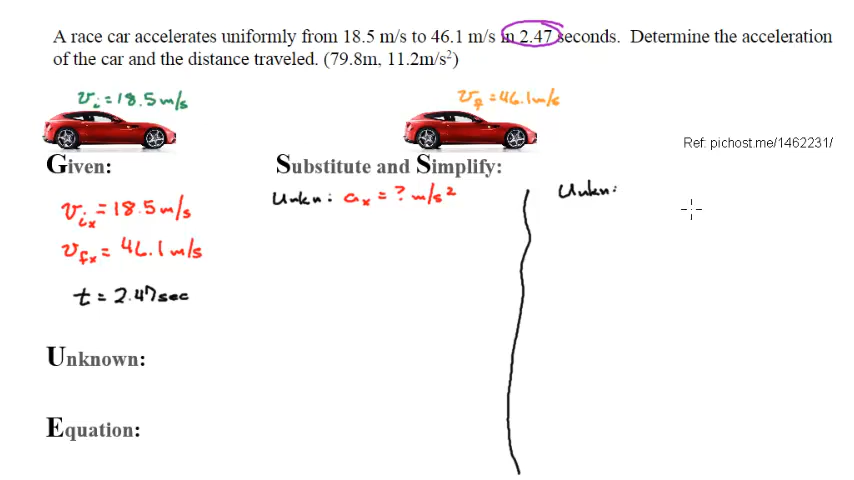 A race car accelerates uniformly from 18.5 m/s to 46.1 m/s in 2.47 seconds. Determine the acceleration
of the car and the distance traveled. (79.8m, 11.2m/s²)
vᵢ = 18.5 m/s
v_f = 46.1 m/s
Ref: pichost.me/1462231/
Given:
Substitute and Simplify:
Unkn: aₓ = ? m/s²
Unkn:
v_ix = 18.5 m/s
v_fx = 46.1 m/s
t = 2.47 sec
Unknown:
Equation: